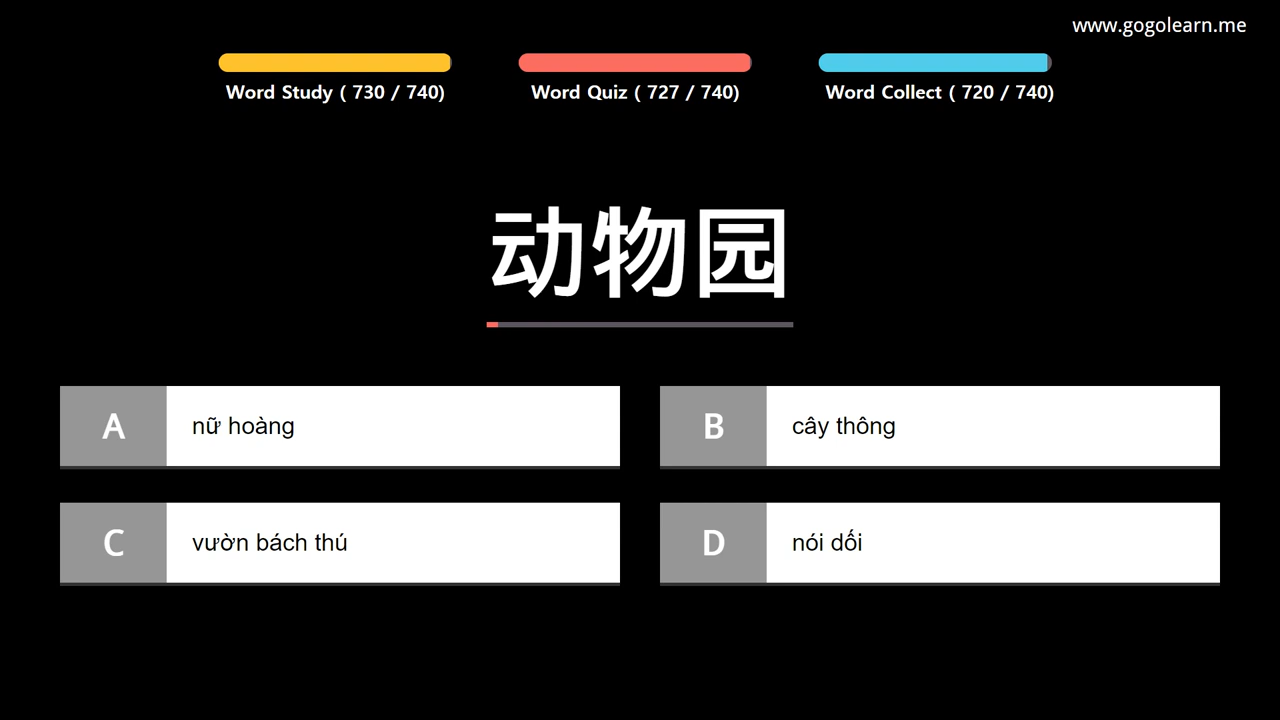 www.gogolearn.me
Word Study ( 730 / 740)
Word Quiz ( 727 / 740)
Word Collect ( 720 / 740)
动物园
A nữ hoàng
B cây thông
C vườn bách thú
D nói dối